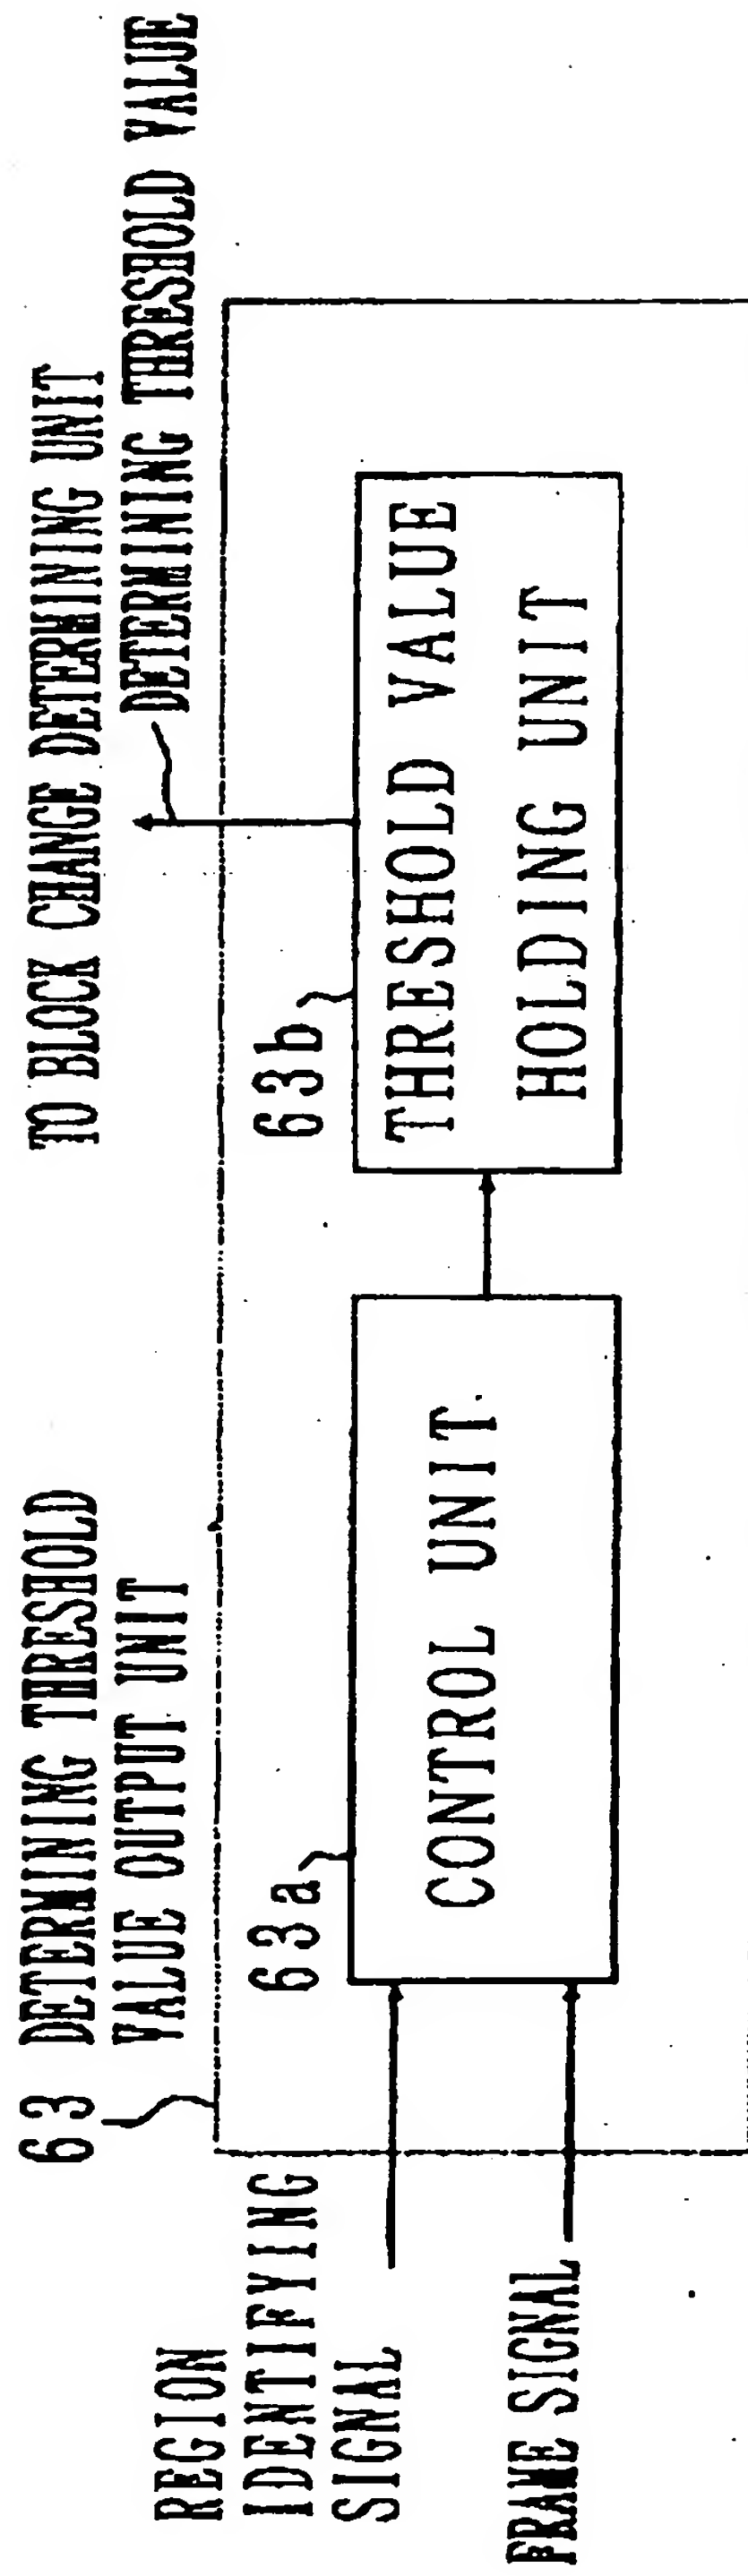 63 DETERMINING THRESHOLD
VALUE OUTPUT UNIT
TO BLOCK CHANGE DETERMINING UNIT
DETERMINING THRESHOLD VALUE
REGION
IDENTIFYING
SIGNAL
FRAME SIGNAL
63a
CONTROL UNIT
63b
THRESHOLD VALUE
HOLDING UNIT